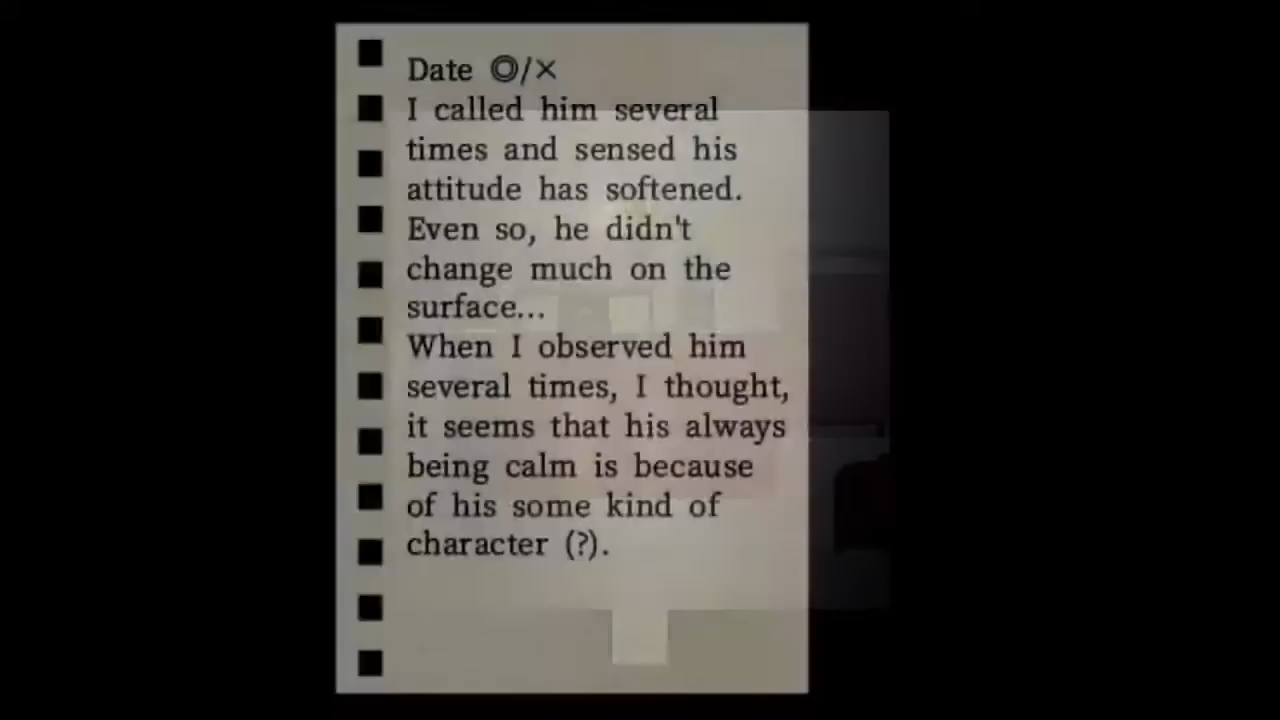 Date ◎/×
I called him several
times and sensed his
attitude has softened.
Even so, he didn't
change much on the
surface...
When I observed him
several times, I thought,
it seems that his always
being calm is because
of his some kind of
character (?).